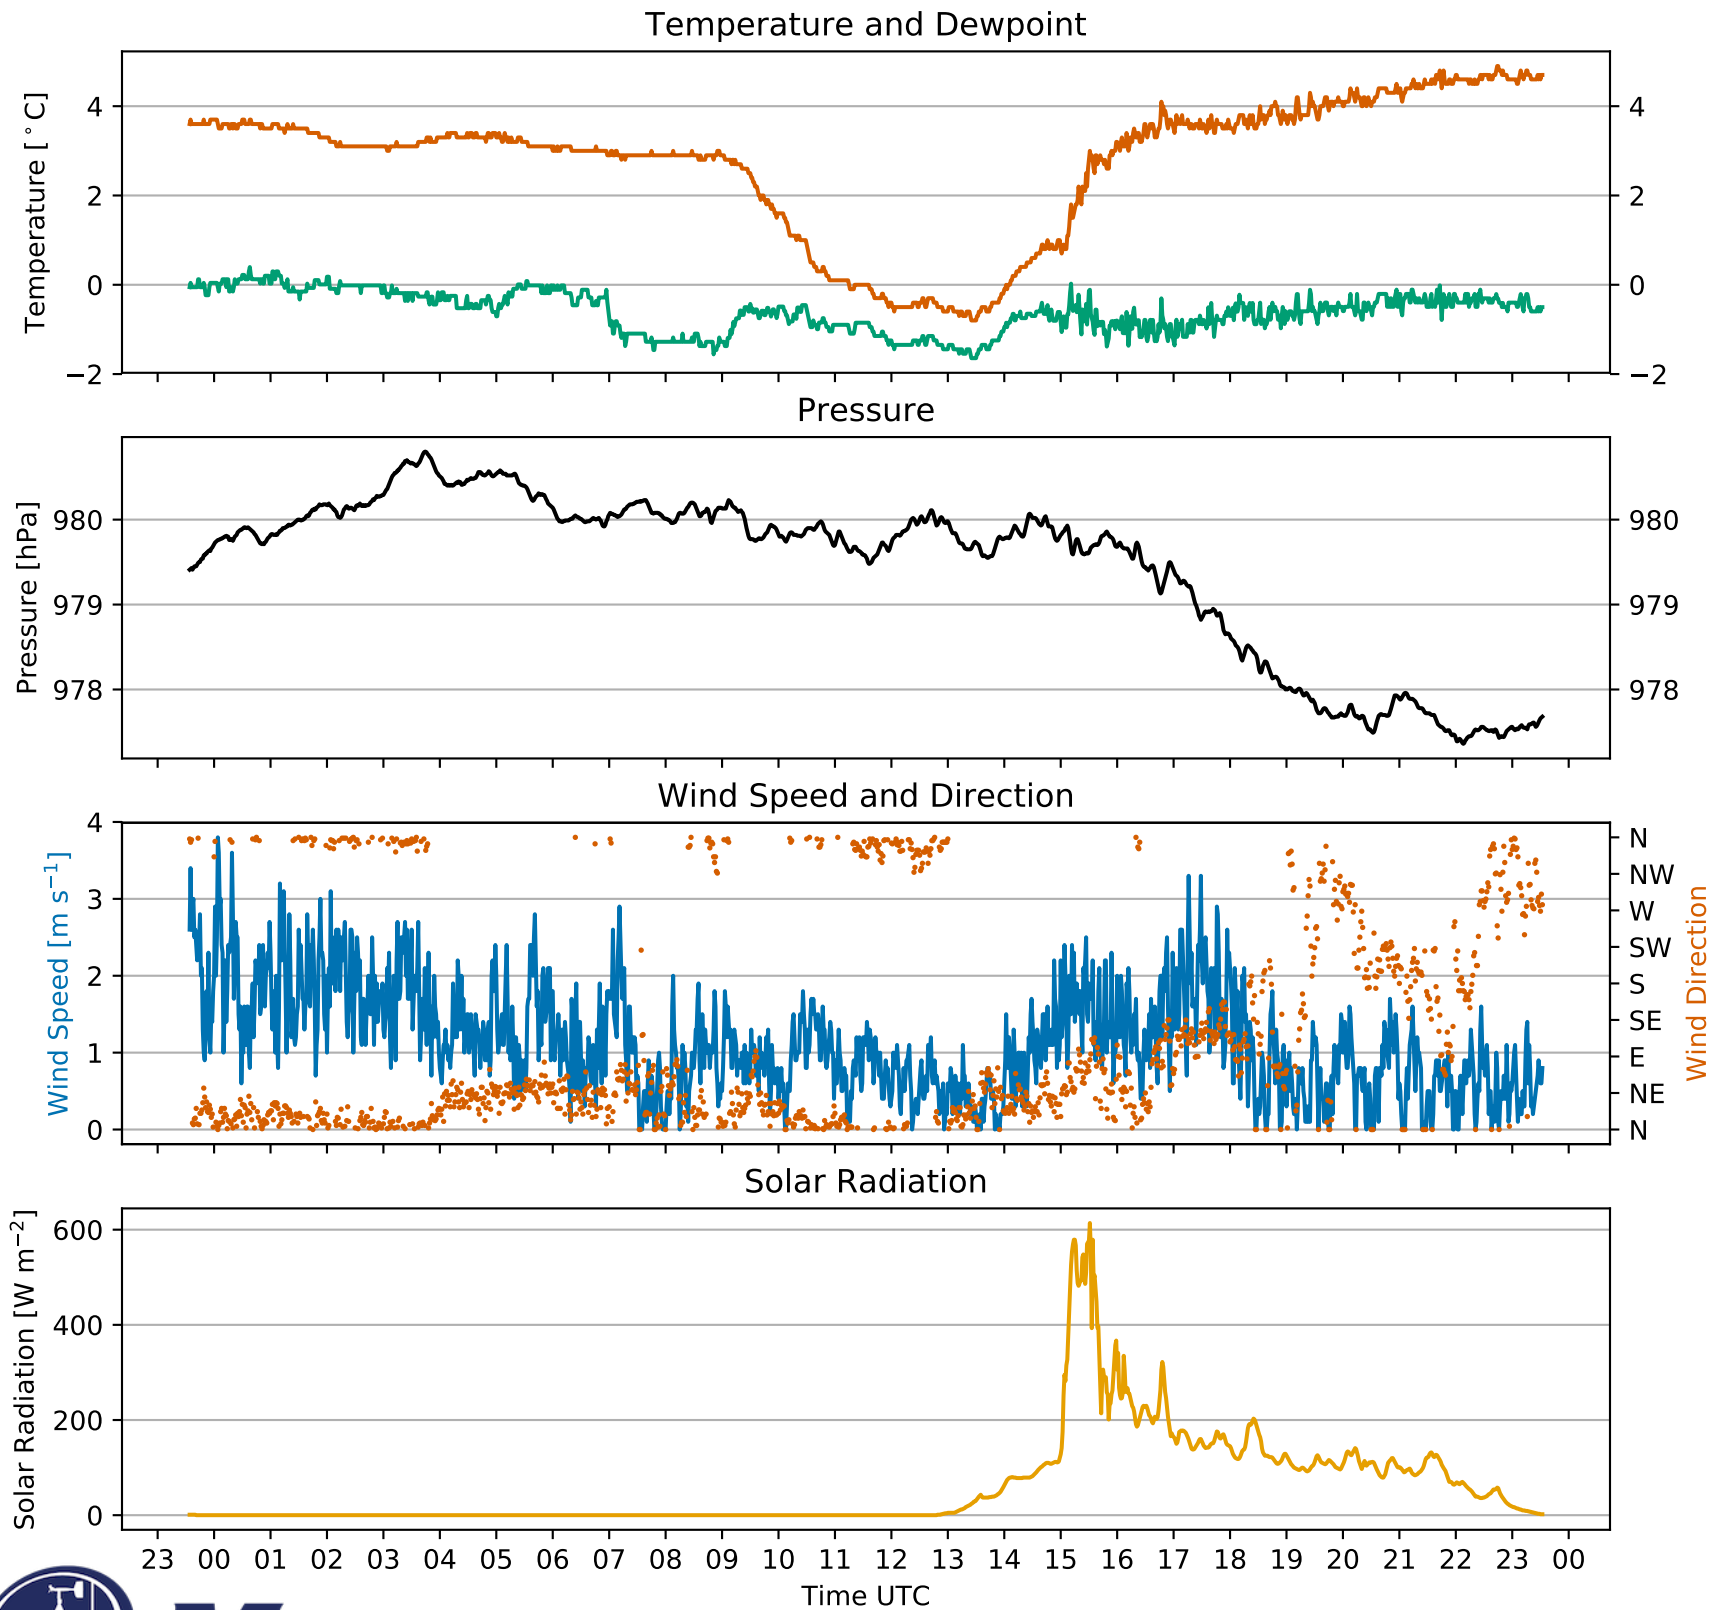 Temperature and Dewpoint
Temperature [°C]
4 4
2 2
0 0
−2 −2
Pressure
Pressure [hPa]
980 980
979 979
978 978
Wind Speed and Direction
Wind Speed [m s⁻¹]
Wind Direction
4
3
2
1
0
N
NW
W
SW
S
SE
E
NE
N
Solar Radiation
Solar Radiation [W m⁻²]
600
400
200
0
23 00 01 02 03 04 05 06 07 08 09 10 11 12 13 14 15 16 17 18 19 20 21 22 23 00
Time UTC